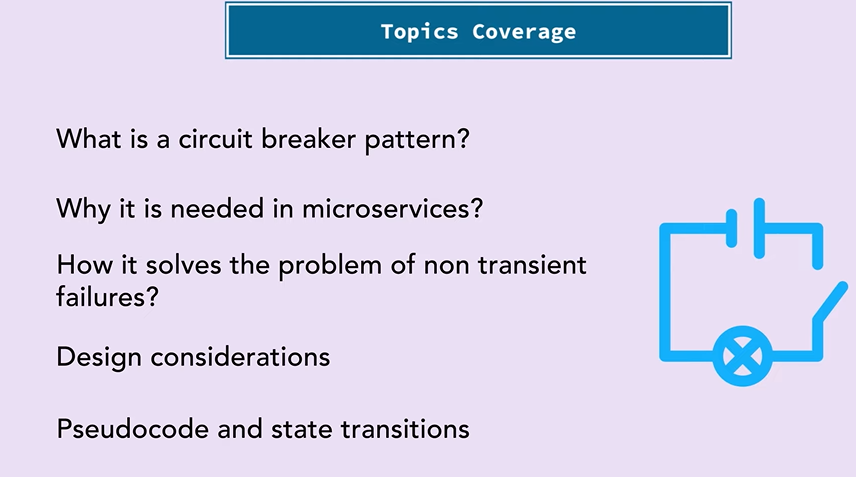 Topics Coverage
What is a circuit breaker pattern?
Why it is needed in microservices?
How it solves the problem of non transient
failures?
Design considerations
Pseudocode and state transitions